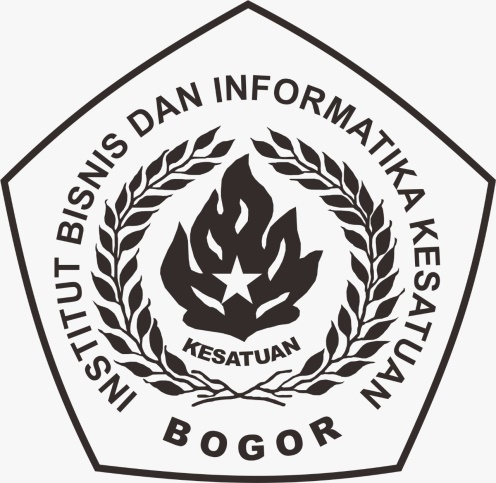 INSTITUT BISNIS DAN INFORMATIKA KESATUAN
KESATUAN
BOGOR